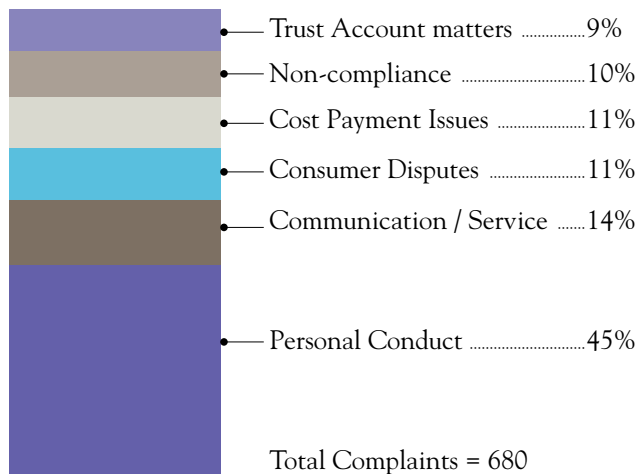 Trust Account matters ................9%
Non-compliance ......................10%
Cost Payment Issues ...............11%
Consumer Disputes ................11%
Communication / Service .......14%
Personal Conduct ....................45%
Total Complaints = 680